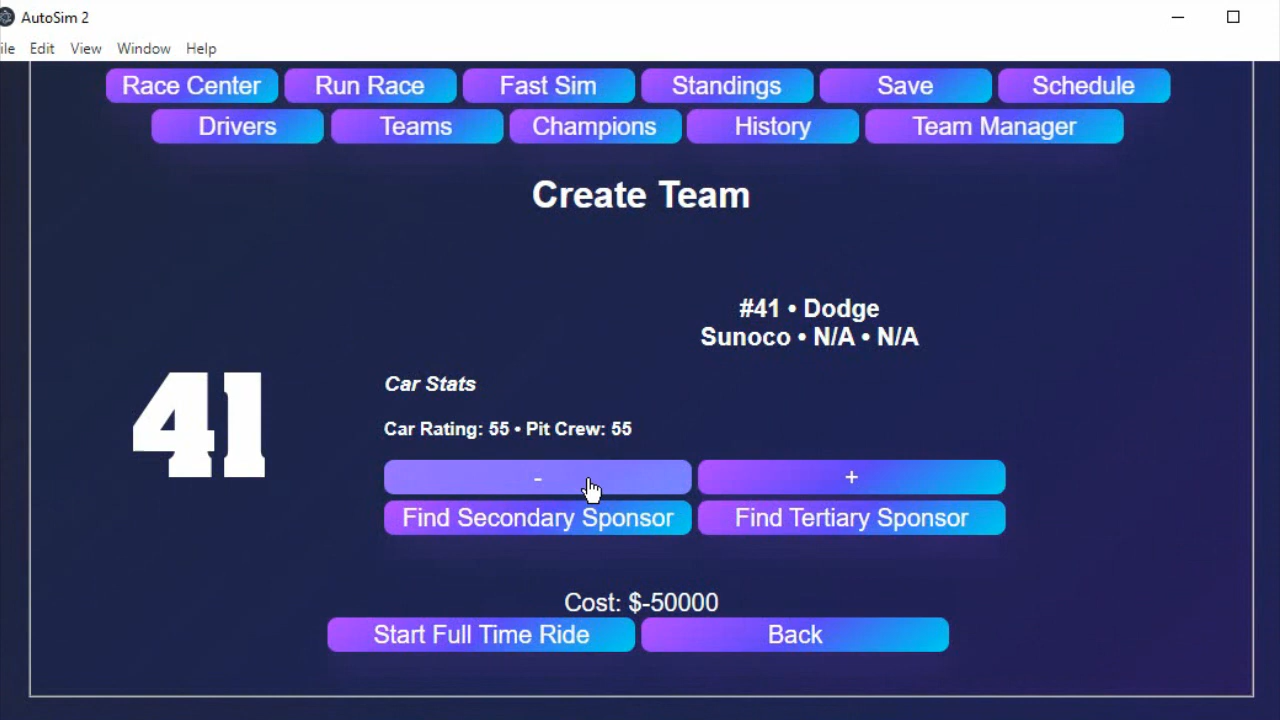 AutoSim 2
ile Edit View Window Help
Race Center Run Race Fast Sim Standings Save Schedule
Drivers Teams Champions History Team Manager
Create Team
#41 • Dodge
Sunoco • N/A • N/A
41
Car Stats
Car Rating: 55 • Pit Crew: 55
- +
Find Secondary Sponsor Find Tertiary Sponsor
Cost: $-50000
Start Full Time Ride Back